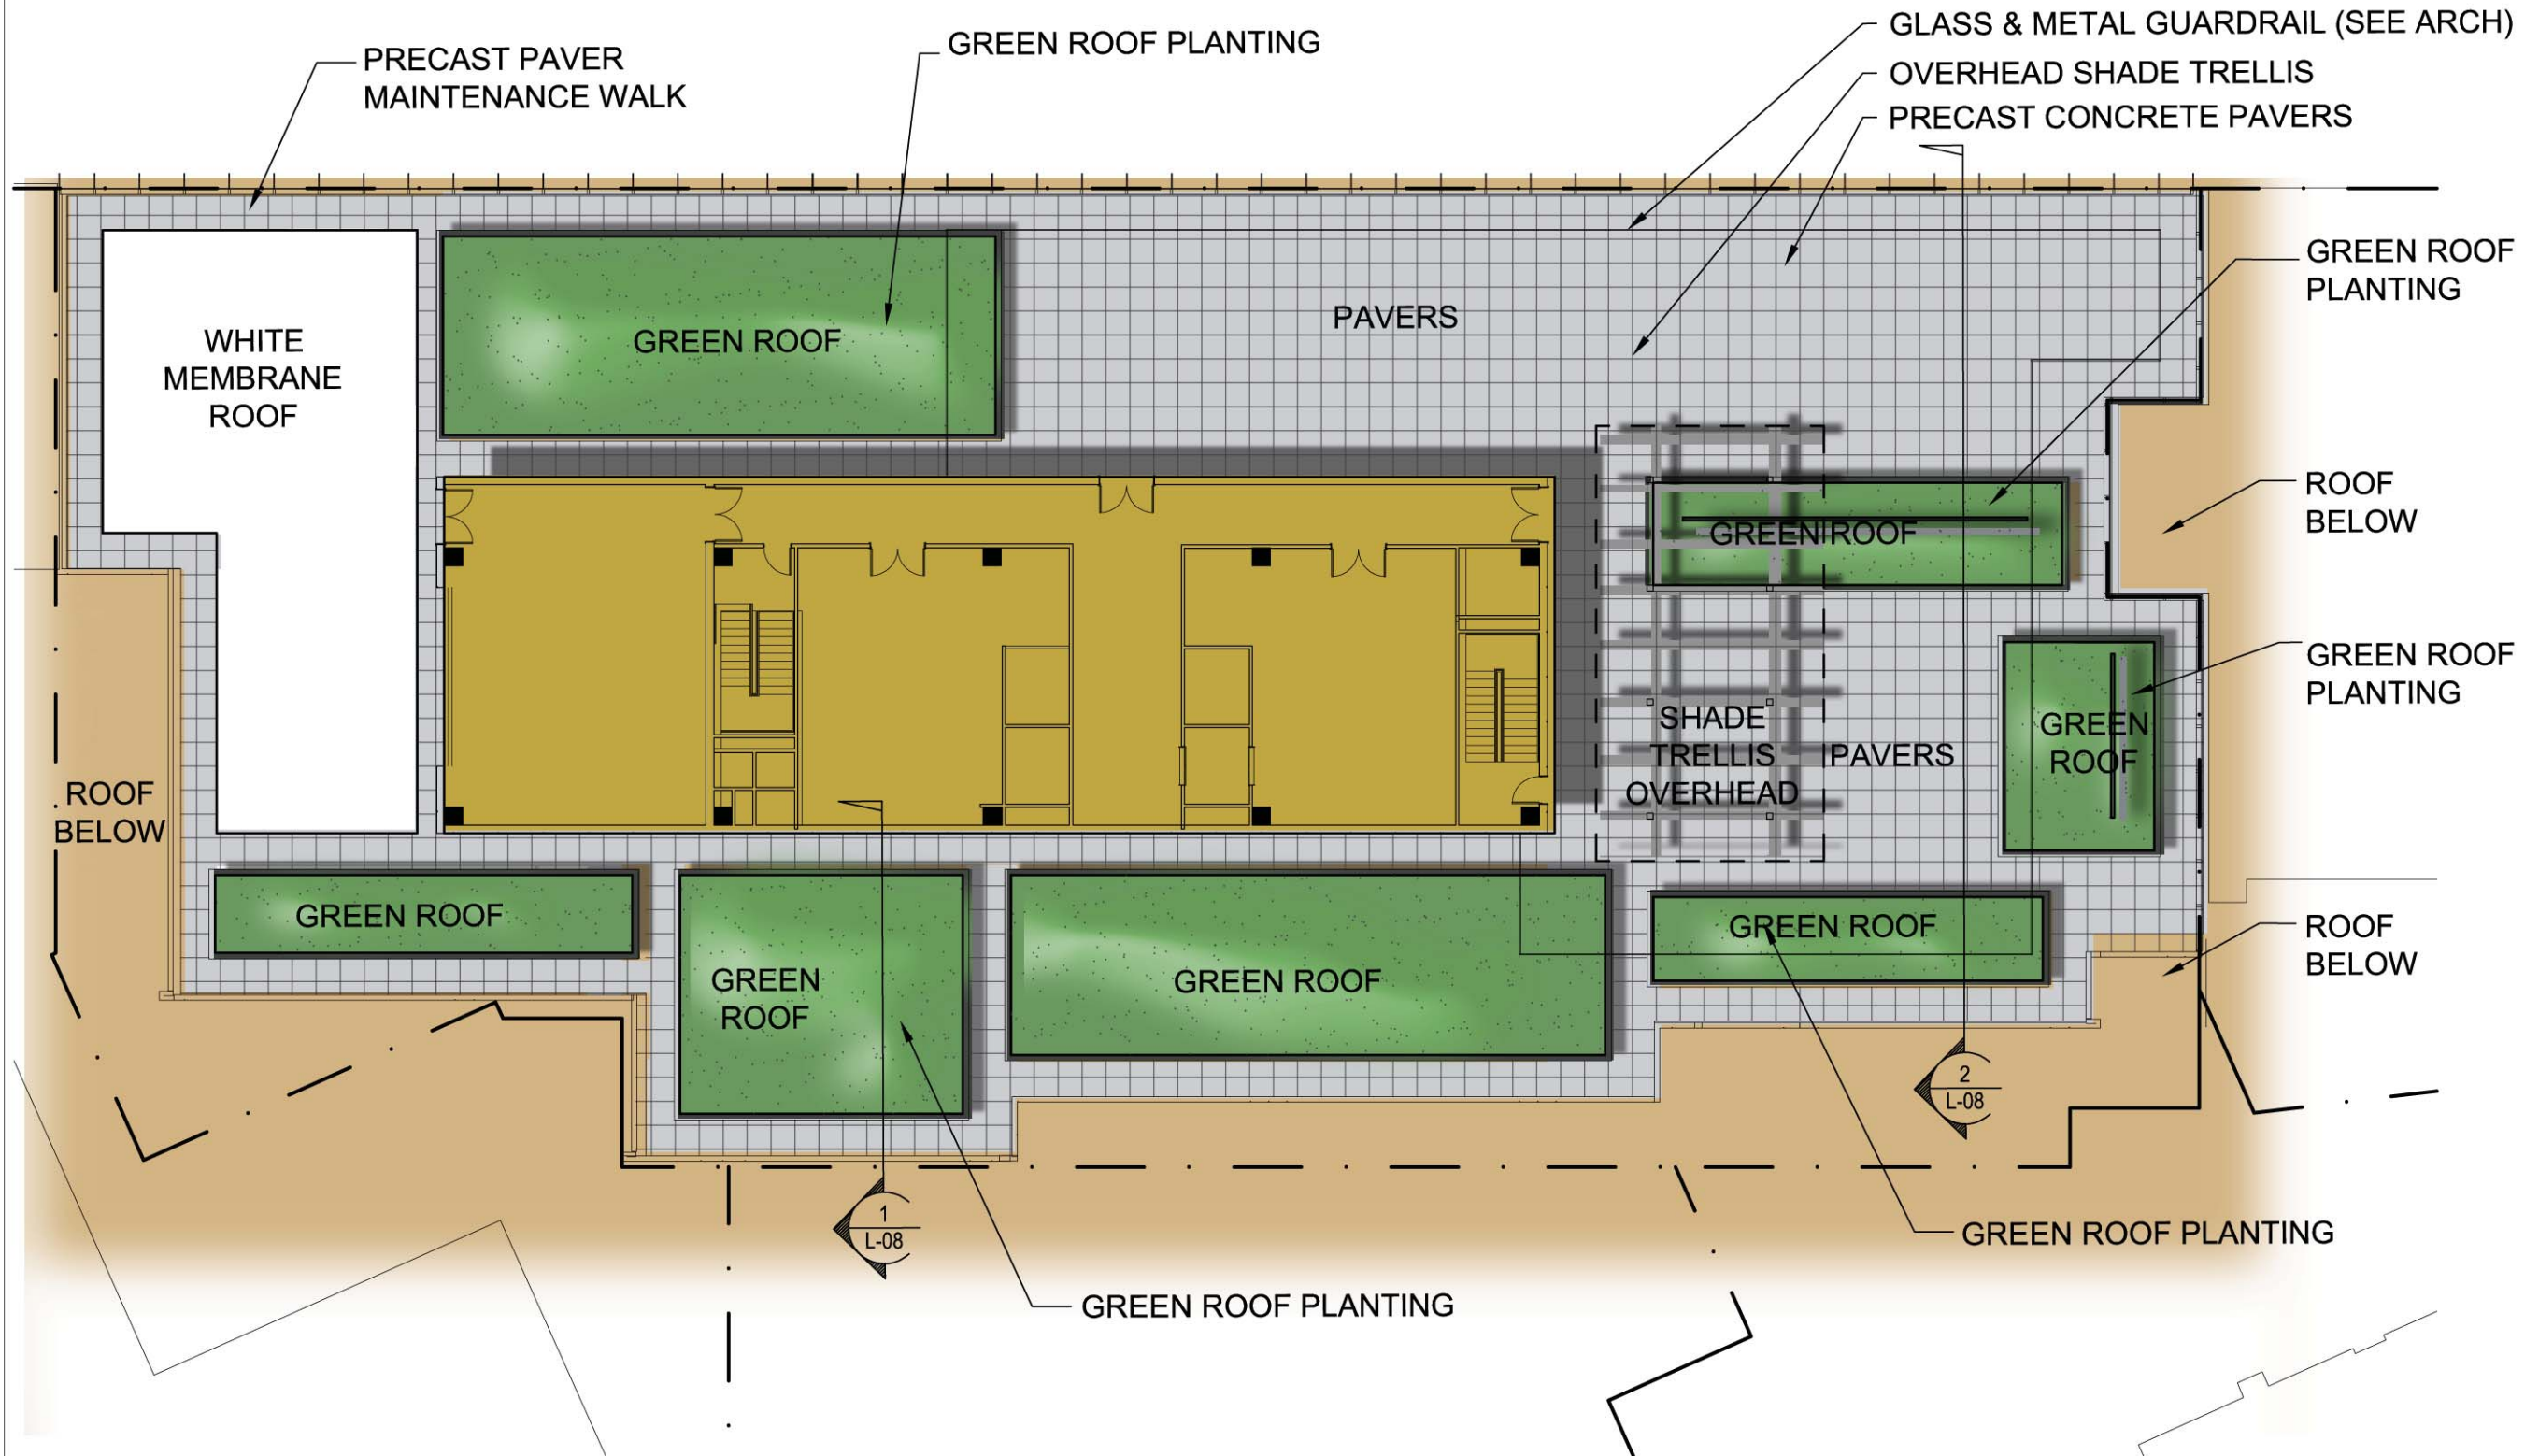 GLASS & METAL GUARDRAIL (SEE ARCH)
GREEN ROOF PLANTING
PRECAST PAVER
MAINTENANCE WALK
OVERHEAD SHADE TRELLIS
PRECAST CONCRETE PAVERS
GREEN ROOF
PLANTING
PAVERS
WHITE
MEMBRANE
ROOF
GREEN ROOF
ROOF
BELOW
GREEN ROOF
GREEN ROOF
PLANTING
SHADE
TRELLIS
OVERHEAD
PAVERS
GREEN
ROOF
ROOF
BELOW
GREEN ROOF
GREEN
ROOF
GREEN ROOF
GREEN ROOF
ROOF
BELOW
2
L-08
1
L-08
GREEN ROOF PLANTING
GREEN ROOF PLANTING